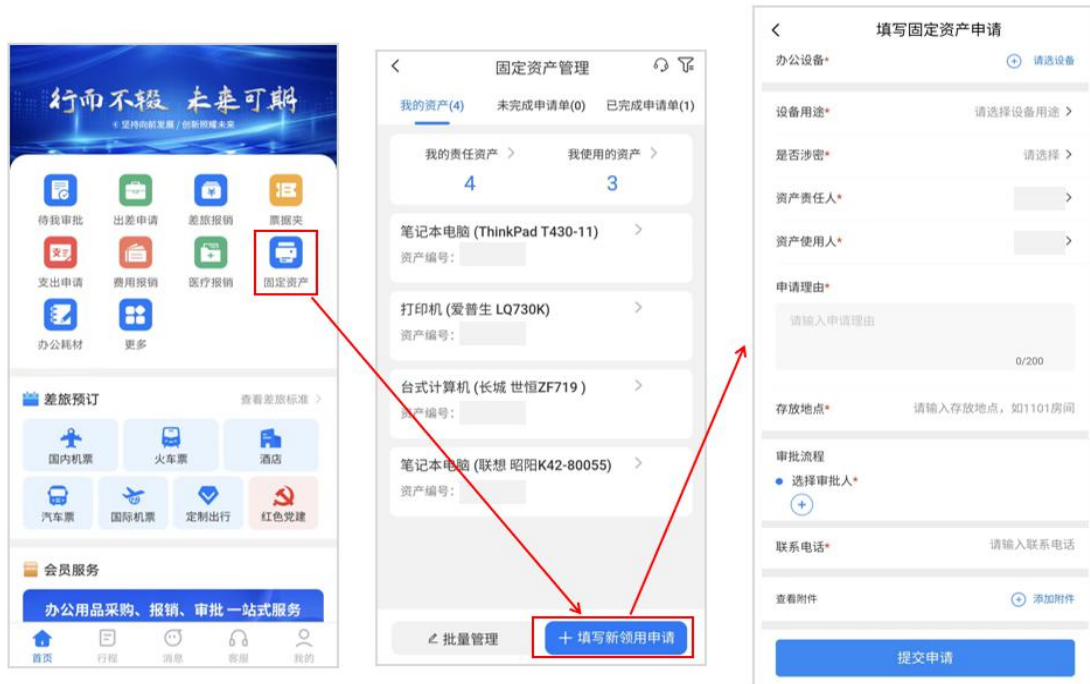 行而不辍 未来可期
坚持向前发展 / 创新照耀未来
待我审批
出差申请
差旅报销
票据夹
支出申请
费用报销
医疗报销
固定资产
办公耗材
更多
差旅预订
查看差旅标准 >
国内机票
火车票
酒店
汽车票
国际机票
定制出行
红色党建
会员服务
办公用品采购、报销、审批 一站式服务
首页
行程
消息
客服
我的
固定资产管理
我的资产(4)
未完成申请单(0)
已完成申请单(1)
我的责任资产 >
我使用的资产 >
4
3
笔记本电脑 (ThinkPad T430-11)
资产编号:
打印机 (爱普生 LQ730K)
资产编号:
台式计算机 (长城 世恒ZF719 )
资产编号:
笔记本电脑 (联想 昭阳K42-80055)
资产编号:
批量管理
+ 填写新领用申请
填写固定资产申请
办公设备* 请选设备
设备用途* 请选择设备用途 >
是否涉密* 请选择 >
资产责任人*
资产使用人*
申请理由*
请输入申请理由
0/200
存放地点* 请输入存放地点，如1101房间
审批流程
选择审批人*
联系电话* 请输入联系电话
查看附件 添加附件
提交申请